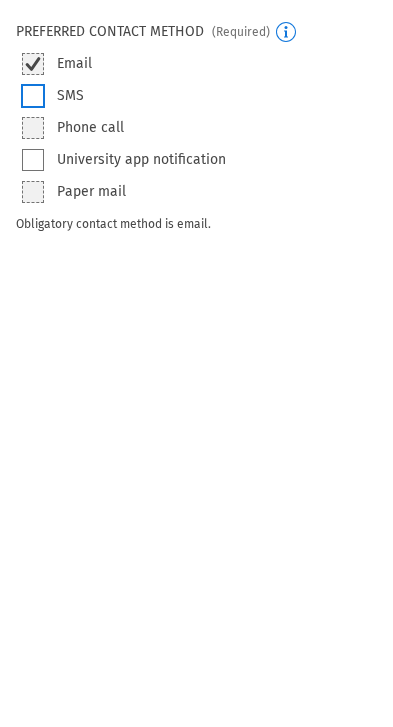 PREFERRED CONTACT METHOD (Required)
Email
SMS
Phone call
University app notification
Paper mail
Obligatory contact method is email.